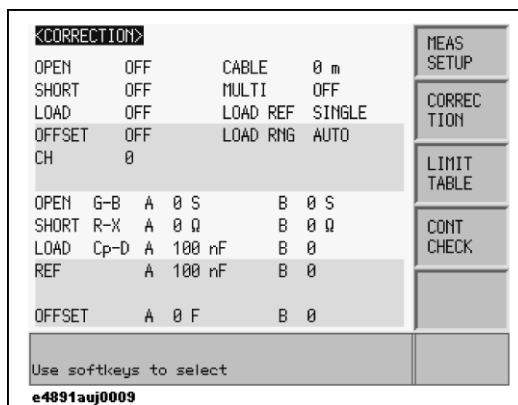 <CORRECTION>
OPEN OFF CABLE 0 m
SHORT OFF MULTI OFF
LOAD OFF LOAD REF SINGLE
OFFSET OFF LOAD RNG AUTO
CH 0
OPEN G-B A 0 S B 0 S
SHORT R-X A 0 Ω B 0 Ω
LOAD Cp-D A 100 nF B 0
REF A 100 nF B 0
OFFSET A 0 F B 0
Use softkeys to select
MEAS
SETUP
CORREC
TION
LIMIT
TABLE
CONT
CHECK
e4891auj0009